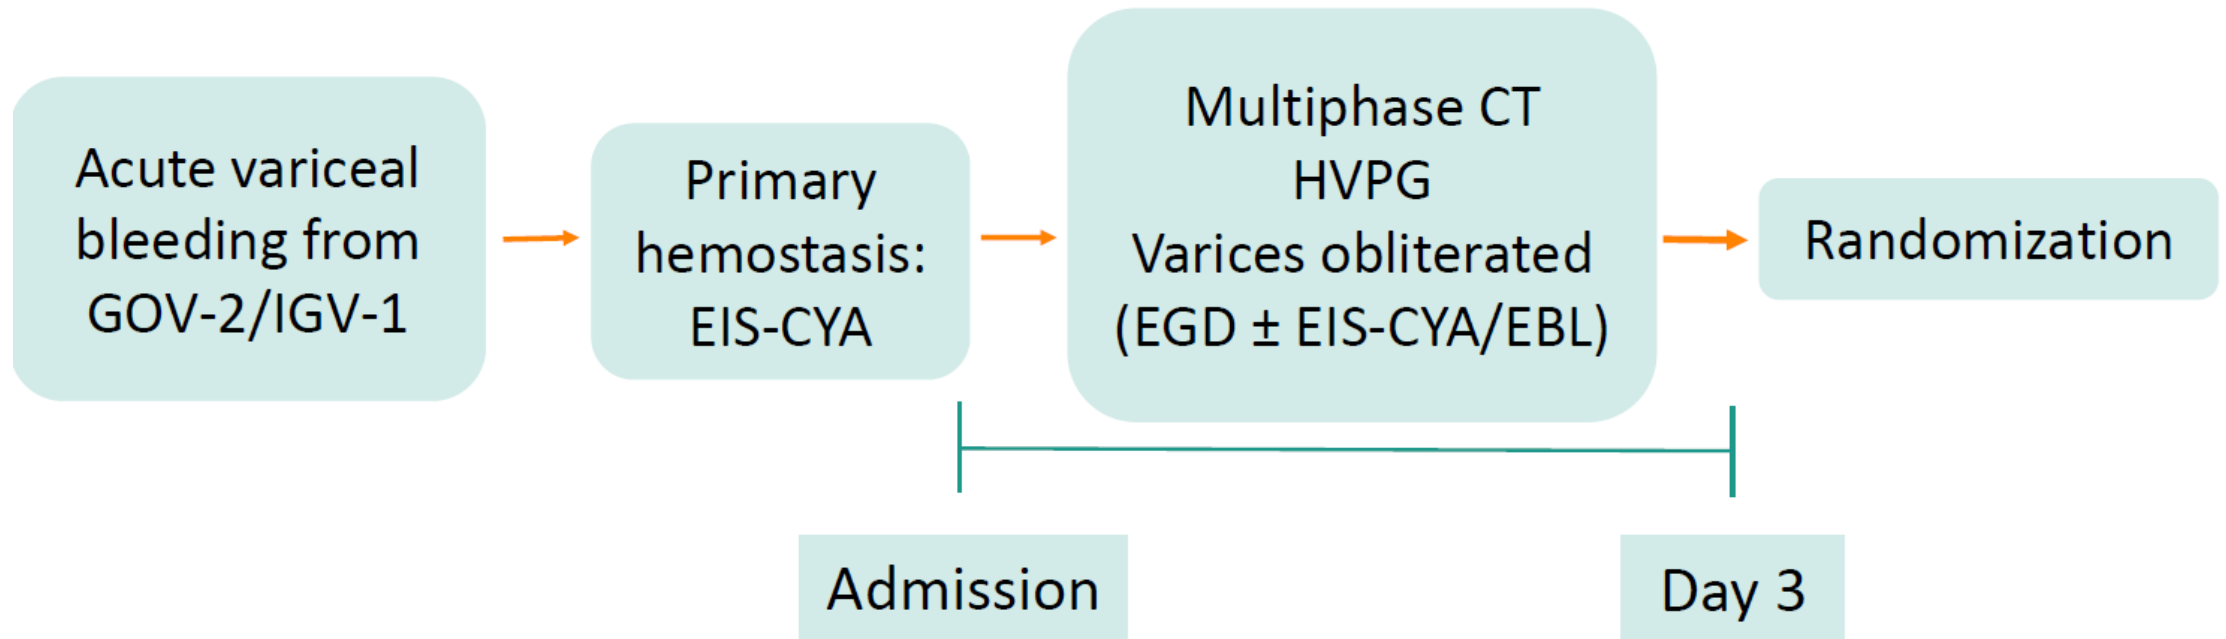 Acute variceal
bleeding from
GOV-2/IGV-1
Primary
hemostasis:
EIS-CYA
Multiphase CT
HVPG
Varices obliterated
(EGD ± EIS-CYA/EBL)
Randomization
Admission
Day 3